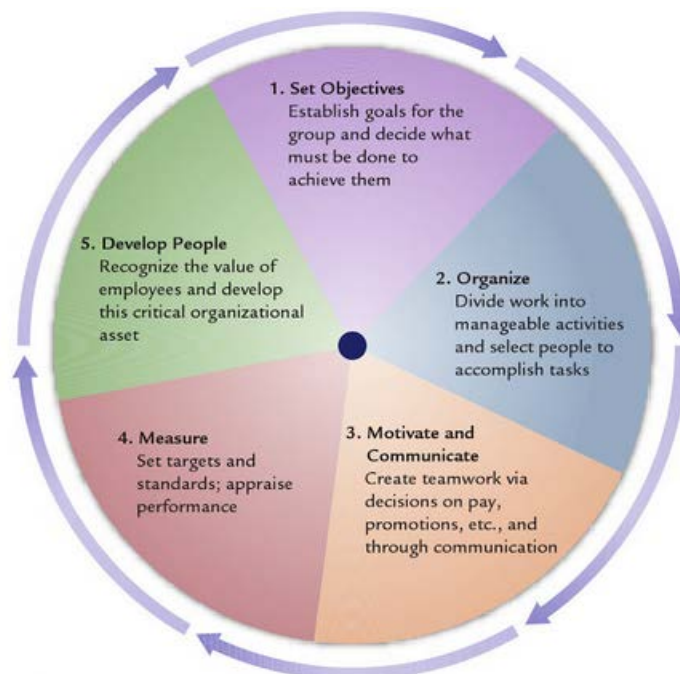 1. Set Objectives
Establish goals for the
group and decide what
must be done to
achieve them
2. Organize
Divide work into
manageable activities
and select people to
accomplish tasks
3. Motivate and
Communicate
Create teamwork via
decisions on pay,
promotions, etc., and
through communication
4. Measure
Set targets and
standards; appraise
performance
5. Develop People
Recognize the value of
employees and develop
this critical organizational
asset